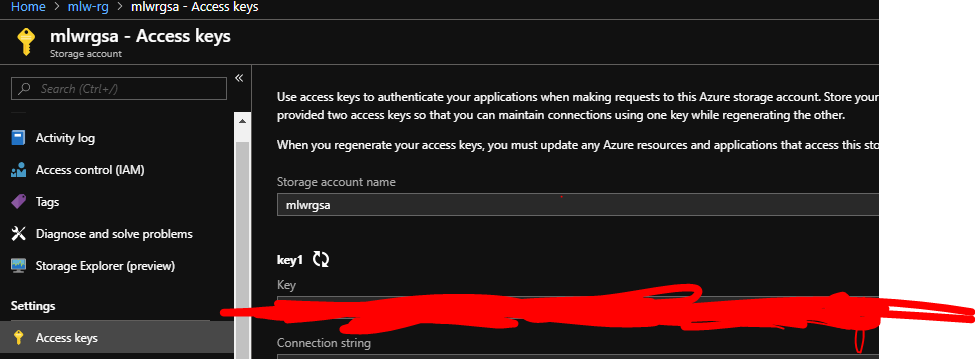 Home > mlw-rg > mlwrgsa - Access keys
mlwrgsa - Access keys
Storage account
Search (Ctrl+/)
Activity log
Access control (IAM)
Tags
Diagnose and solve problems
Storage Explorer (preview)
Settings
Access keys
Use access keys to authenticate your applications when making requests to this Azure storage account. Store your
provided two access keys so that you can maintain connections using one key while regenerating the other.
When you regenerate your access keys, you must update any Azure resources and applications that access this sto
Storage account name
mlwrgsa
key1
Key
Connection string